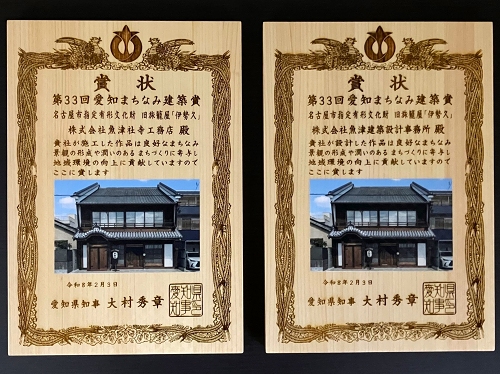 賞状
第33回愛知まちなみ建築賞
名古屋市指定有形文化財 旧旅籠屋「伊勢久」
株式会社魚津社寺工務店 殿
貴社が施工した作品は良好なまちなみ
景観の形成や潤いのあるまちづくりに寄与し
地域環境の向上に貢献していますので
ここに賞します
令和8年2月3日
愛知県知事 大村秀章
愛知県知事
賞状
第33回愛知まちなみ建築賞
名古屋市指定有形文化財 旧旅籠屋「伊勢久」
株式会社魚津建築設計事務所 殿
貴社が設計した作品は良好なまちなみ
景観の形成や潤いのあるまちづくりに寄与し
地域環境の向上に貢献していますので
ここに賞します
令和8年2月3日
愛知県知事 大村秀章